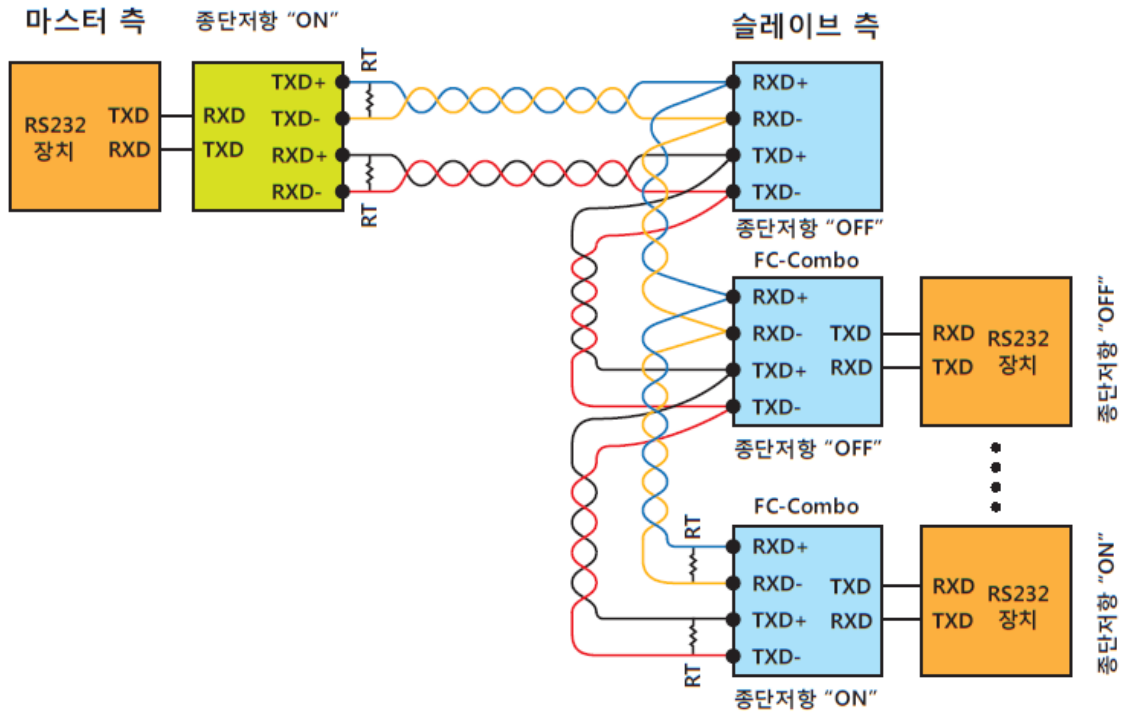 마스터 측
종단저항 “ON”
슬레이브 측
RS232
장치
TXD
RXD
RXD
TXD
TXD+
TXD-
RXD+
RXD-
RT
RT
RXD+
RXD-
TXD+
TXD-
종단저항 “OFF”
FC-Combo
RXD+
RXD-
TXD+
TXD-
TXD
RXD
RXD
TXD
RS232
장치
종단저항 “OFF”
종단저항 “OFF”
FC-Combo
RT
RT
RXD+
RXD-
TXD+
TXD-
TXD
RXD
RXD
TXD
RS232
장치
종단저항 “ON”
종단저항 “ON”